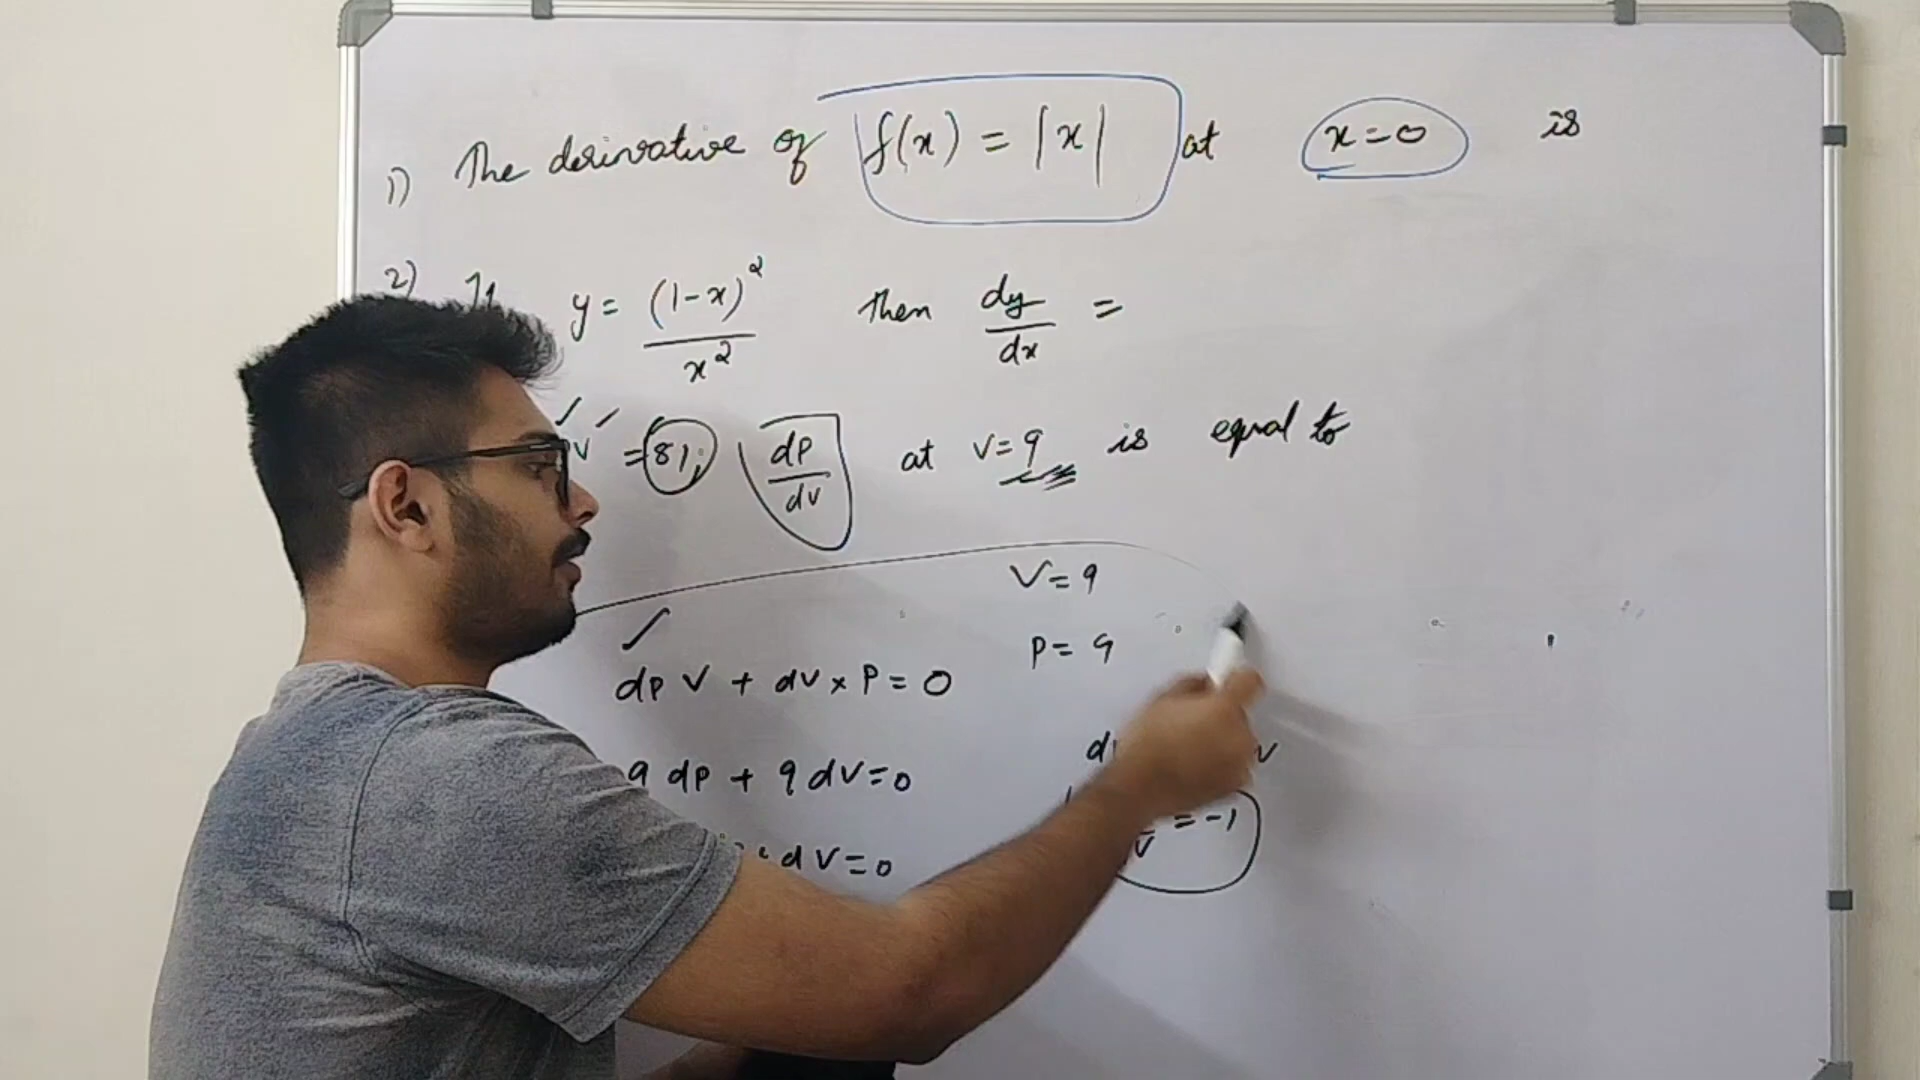 1) The derivative of f(x) = |x| at x=0 is
2) If y = (1-x)² / x² then dy/dx =
V = 81; dP/dV at V=9 is equal to
V=9
P=9
dP V + dV × P = 0
9 dP + 9 dV = 0
dV=0
= -1